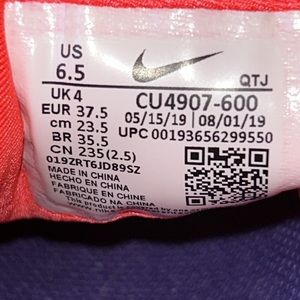 US
6.5
QTJ
UK 4
EUR 37.5
cm 23.5
BR 35.5
CN 235(2.5)
CU4907-600
05/15/19 08/01/19
UPC 00193656299550
019ZRT6JD89SZ
MADE IN CHINA
HECHO EN CHINA
FABRIQUE EN CHINE
FABRICADO NA CHINA